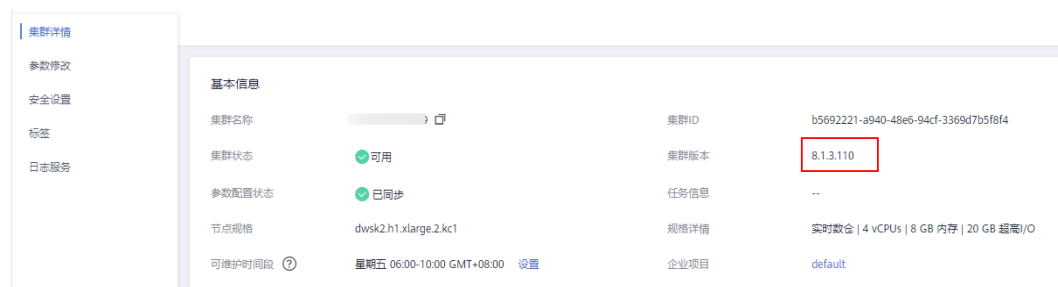 集群详情
参数修改
安全设置
标签
日志服务
基本信息
集群名称
集群ID b5692221-a940-48e6-94cf-3369d7b5f8f4
集群状态 可用 集群版本 8.1.3.110
参数配置状态 已同步 任务信息 --
节点规格 dwsk2.h1.xlarge.2.kc1 规格详情 实时数仓 | 4 vCPUs | 8 GB 内存 | 20 GB 超高I/O
可维护时间段 星期五 06:00-10:00 GMT+08:00 设置 企业项目 default